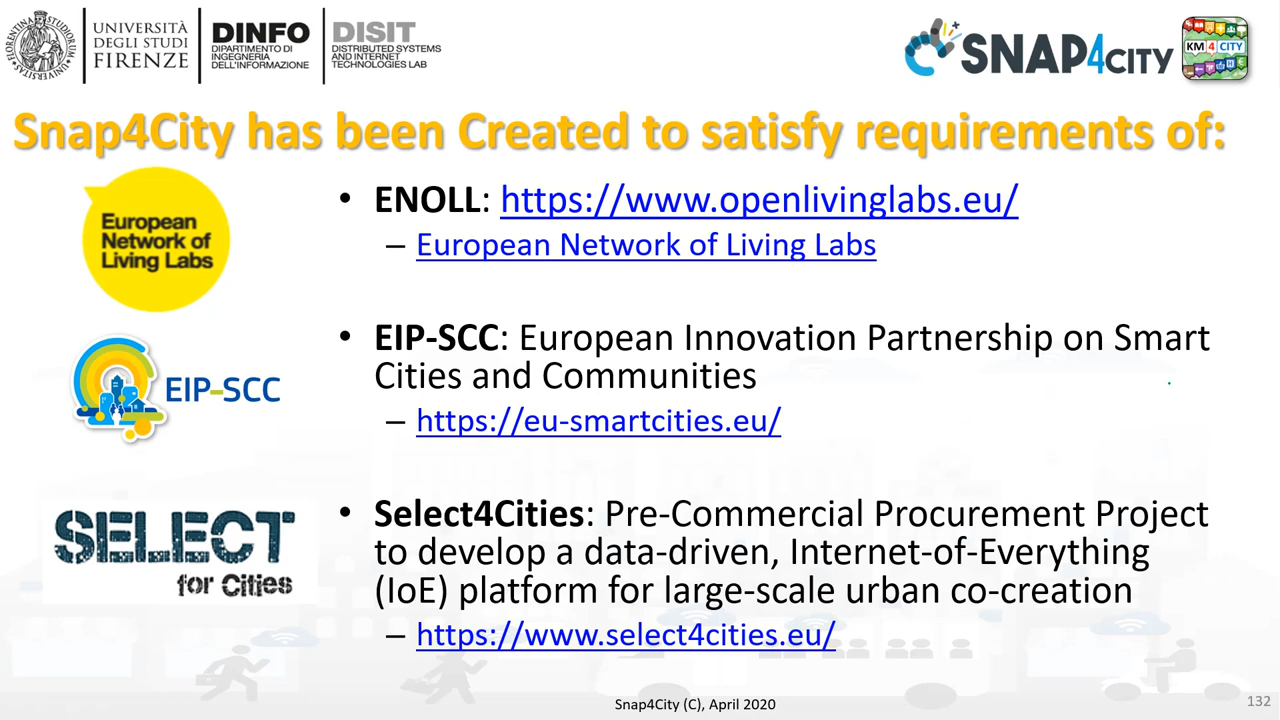 UNIVERSITÀ
DEGLI STUDI
FIRENZE
DINFO
DIPARTIMENTO DI
INGEGNERIA
DELL'INFORMAZIONE
DISIT
DISTRIBUTED SYSTEMS
AND INTERNET
TECHNOLOGIES LAB
SNAP4CITY
KM 4 CITY
Snap4City has been Created to satisfy requirements of:
European
Network of
Living Labs
• ENOLL: https://www.openlivinglabs.eu/
– European Network of Living Labs
EIP-SCC
• EIP-SCC: European Innovation Partnership on Smart
Cities and Communities
– https://eu-smartcities.eu/
SELECT
for Cities
• Select4Cities: Pre-Commercial Procurement Project
to develop a data-driven, Internet-of-Everything
(IoE) platform for large-scale urban co-creation
– https://www.select4cities.eu/
Snap4City (C), April 2020
132